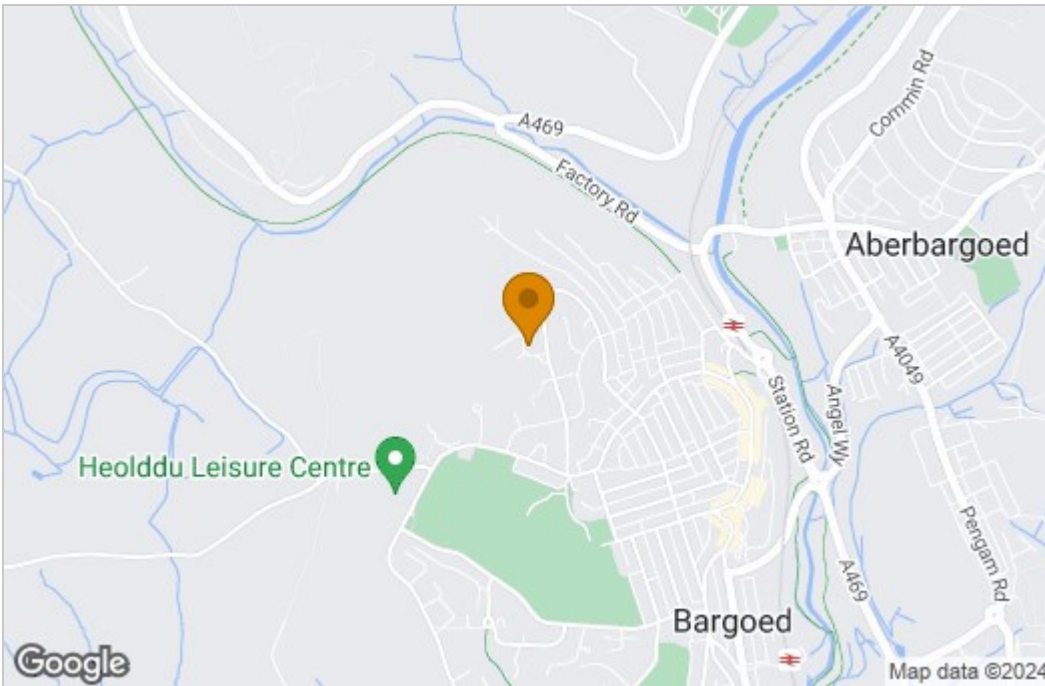 A469
Commin Rd
Factory Rd
Aberbargoed
A4049
Station Rd
Angel Wy
Heolddu Leisure Centre
Pengam Rd
A469
Bargoed
Google
Map data ©2024